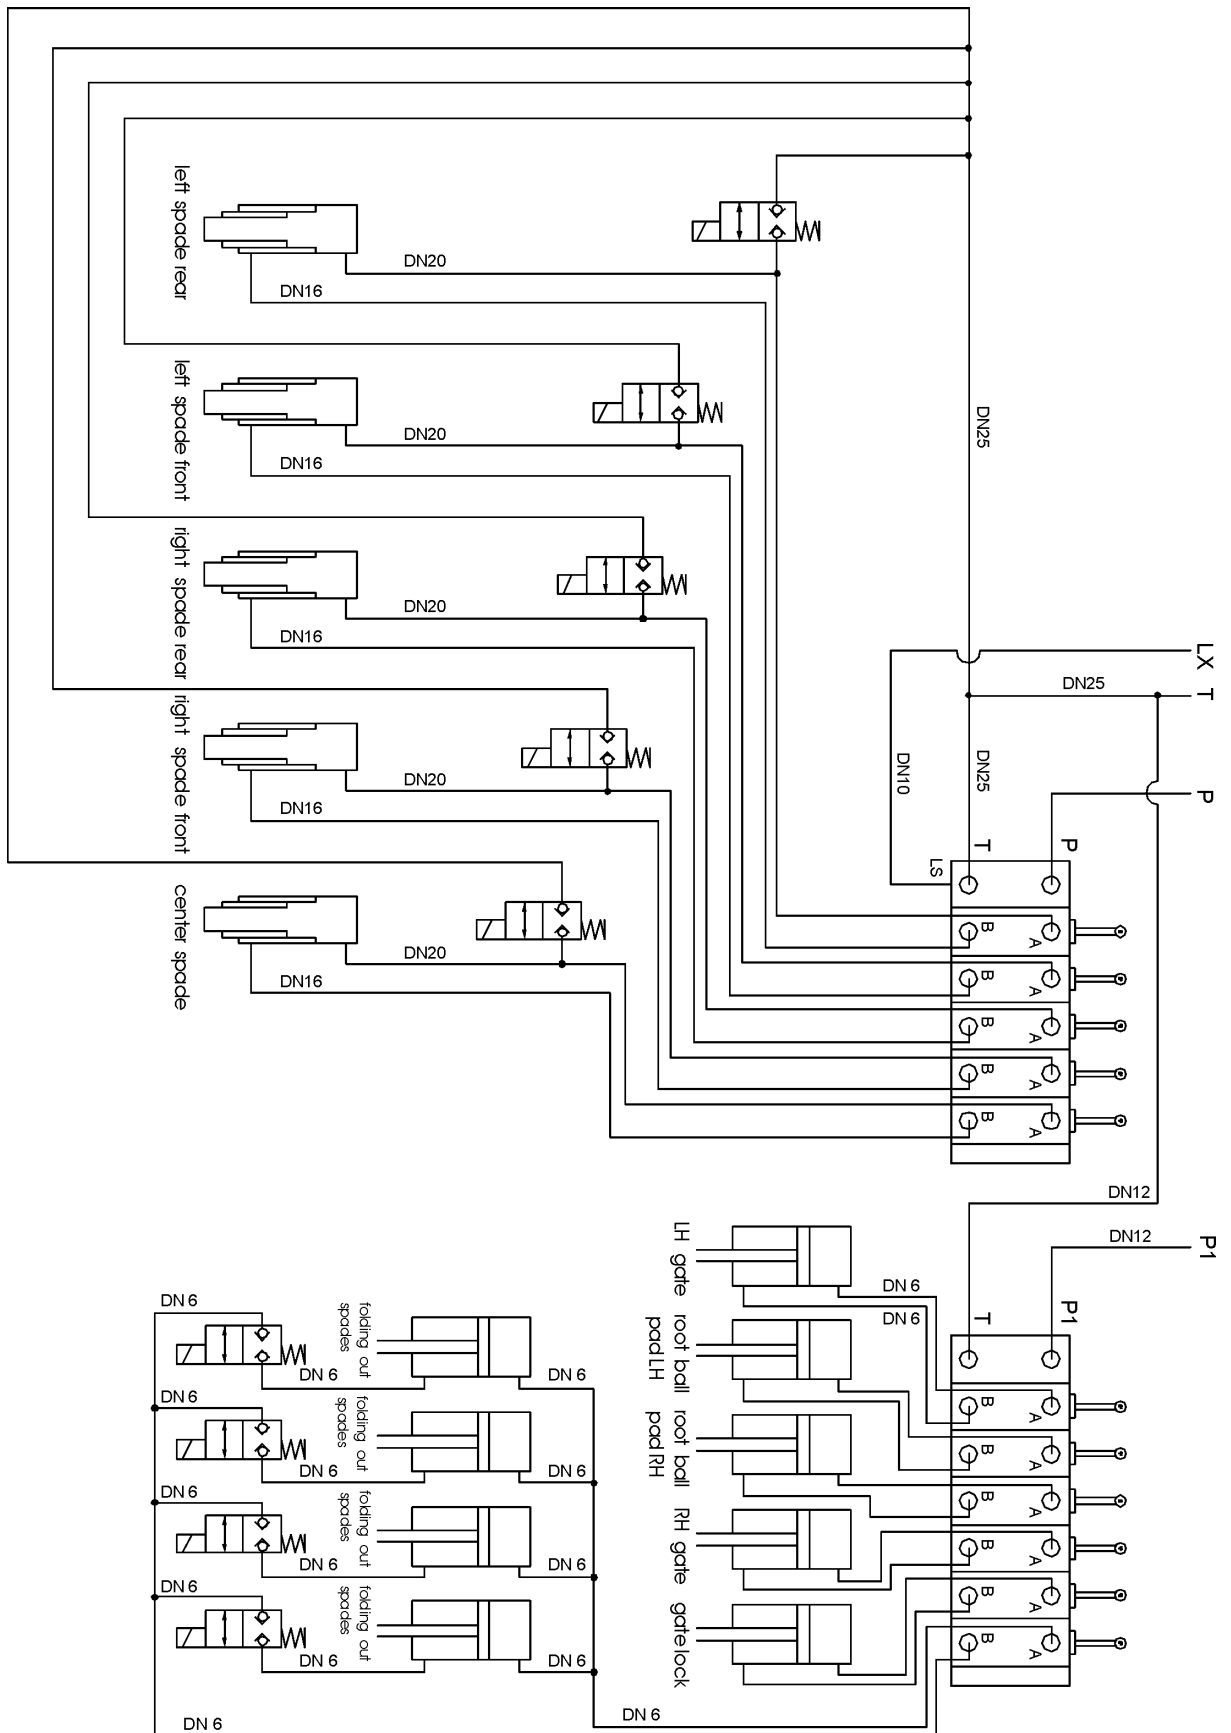 left spade rear
DN20
DN16
left spade front
DN20
DN16
DN25
right spade rear
DN20
DN16
LX
T
DN25
P
DN25
DN10
right spade front
DN20
DN16
T
P
LS
center spade
DN20
DN16
B
A
B
A
B
A
B
A
B
A
DN12
P1
DN12
LH gate
DN 6
DN 6
T
P1
root ball
pad LH
root ball
pad RH
RH gate
gate lock
B
A
B
A
B
A
B
A
B
A
B
A
DN 6
folding out
spades
DN 6
DN 6
DN 6
folding out
spades
DN 6
DN 6
DN 6
folding out
spades
DN 6
DN 6
DN 6
folding out
spades
DN 6
DN 6
DN 6
DN 6